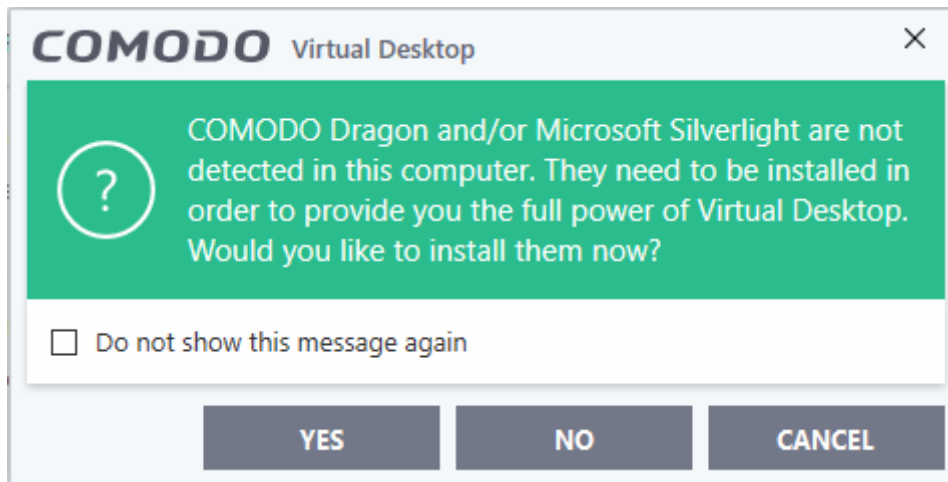 COMODO Virtual Desktop
COMODO Dragon and/or Microsoft Silverlight are not
detected in this computer. They need to be installed in
order to provide you the full power of Virtual Desktop.
Would you like to install them now?
Do not show this message again
YES NO CANCEL